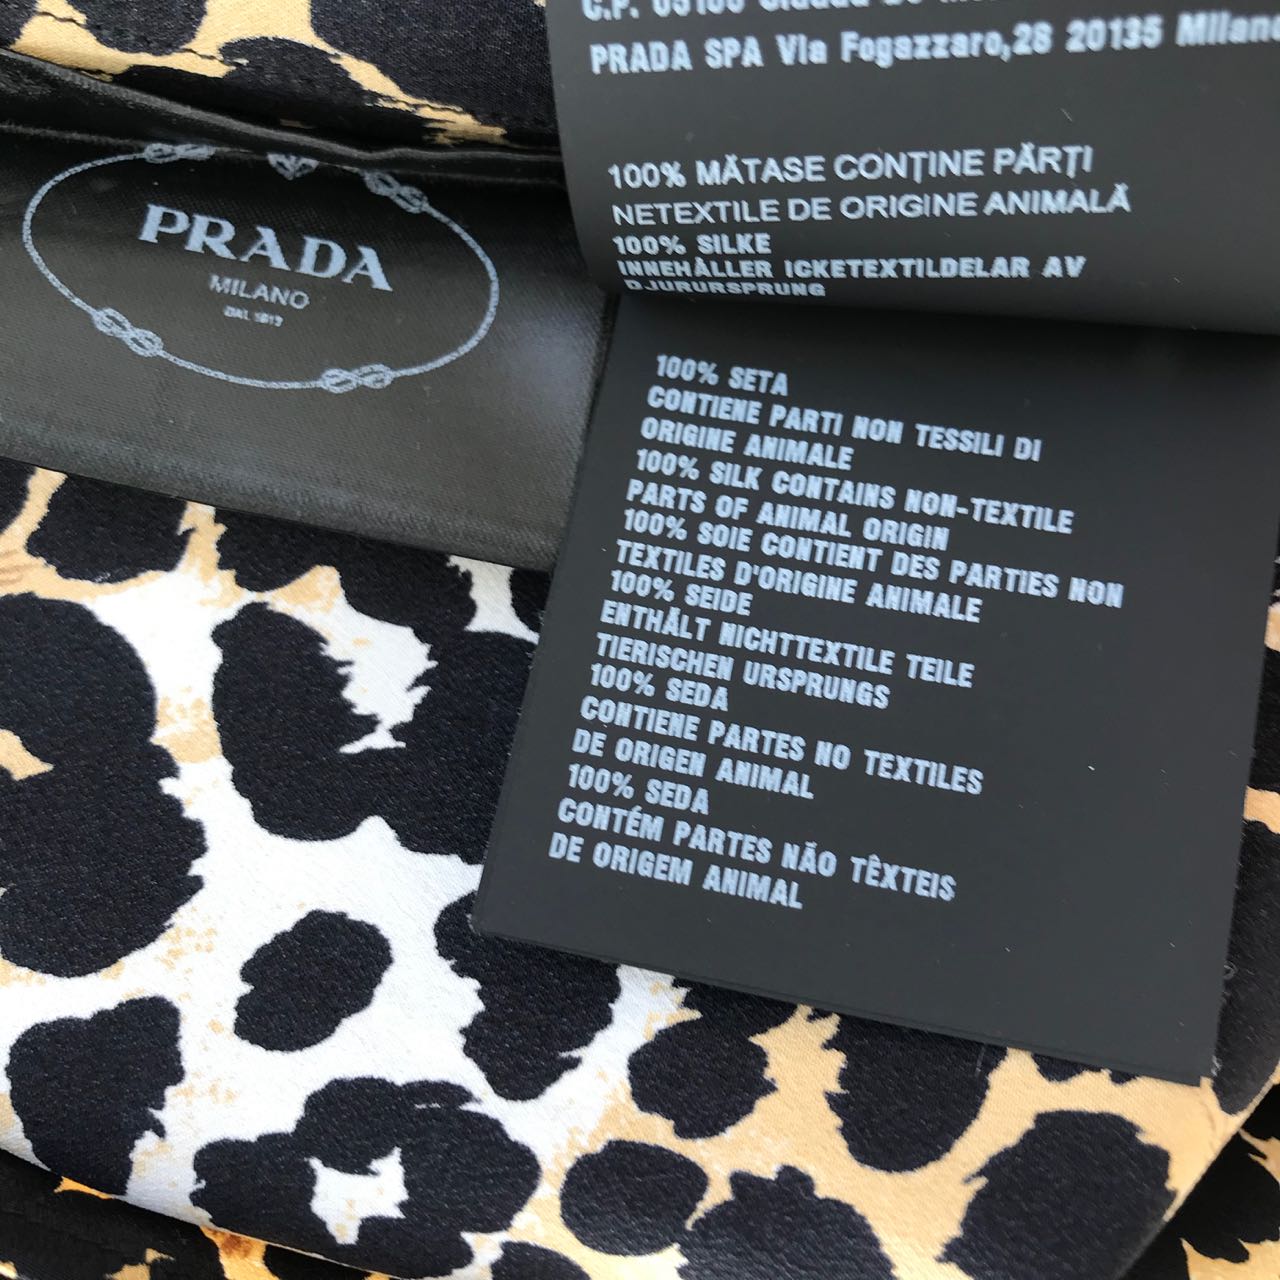 PRADA
MILANO
DAL 1913
PRADA SPA Via Fogazzaro,28 20135 Milano
100% MĂTASE CONȚINE PĂRȚI
NETEXTILE DE ORIGINE ANIMALĂ
100% SILKE
INNEHÅLLER ICKETEXTILDELAR AV
DJURURSPRUNG
100% SETA
CONTIENE PARTI NON TESSILI DI
ORIGINE ANIMALE
100% SILK CONTAINS NON-TEXTILE
PARTS OF ANIMAL ORIGIN
100% SOIE CONTIENT DES PARTIES NON
TEXTILES D'ORIGINE ANIMALE
100% SEIDE
ENTHÄLT NICHTTEXTILE TEILE
TIERISCHEN URSPRUNGS
100% SEDA
CONTIENE PARTES NO TEXTILES
DE ORIGEN ANIMAL
100% SEDA
CONTÉM PARTES NÃO TÊXTEIS
DE ORIGEM ANIMAL